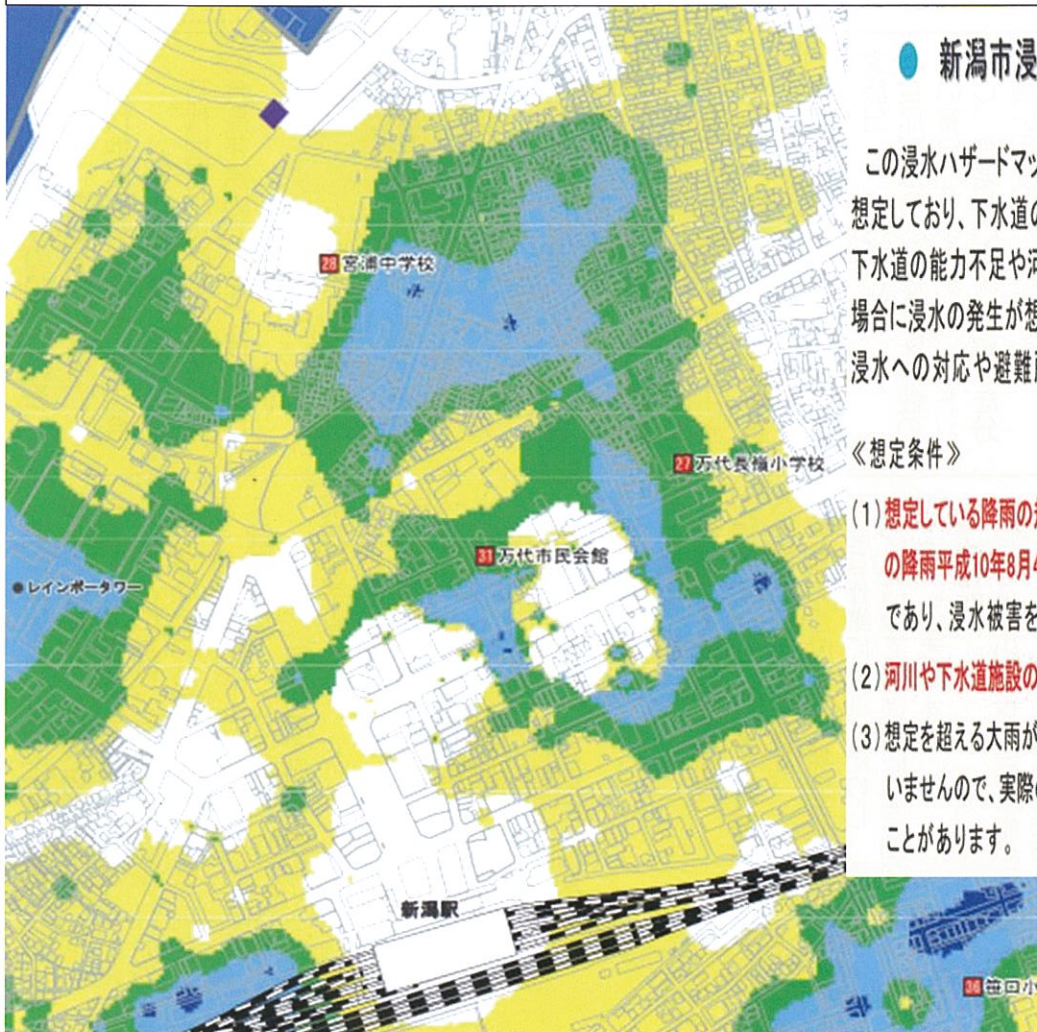 ● 新潟市浸
この浸水ハザードマッ
想定しており、下水道の
下水道の能力不足や河
場合に浸水の発生が想
浸水への対応や避難
《想定条件》
(1)想定している降雨の
の降雨平成10年8月4
であり、浸水被害を
(2)河川や下水道施設の
(3)想定を超える大雨が
いませんので、実際
ことがあります。
28 宮浦中学校
27 万代長嶺小学校
31 万代市民会館
●レインボータワー
新潟駅
36 笹口小